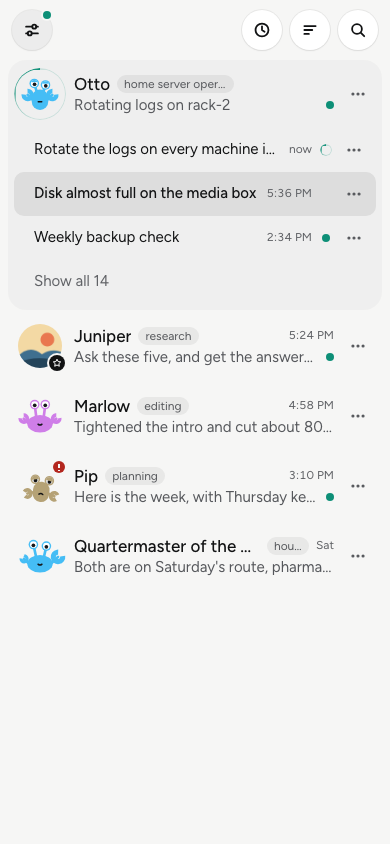 Otto home server oper...
Rotating logs on rack-2
Rotate the logs on every machine i... now
Disk almost full on the media box 5:36 PM
Weekly backup check 2:34 PM
Show all 14
Juniper research 5:24 PM
Ask these five, and get the answer...
Marlow editing 4:58 PM
Tightened the intro and cut about 80...
Pip planning 3:10 PM
Here is the week, with Thursday ke...
Quartermaster of the ... hou... Sat
Both are on Saturday's route, pharma...